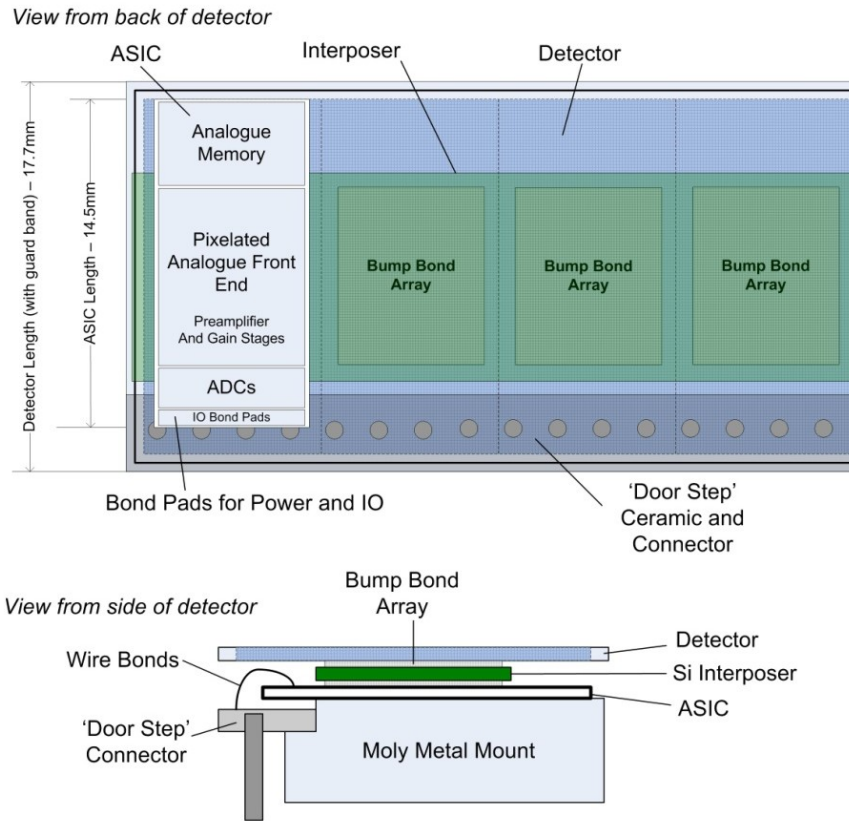 View from back of detector
ASIC
Interposer
Detector
Detector Length (with guard band) – 17.7mm
ASIC Length – 14.5mm
Analogue
Memory
Pixelated
Analogue Front
End
Preamplifier
And Gain Stages
ADCs
IO Bond Pads
Bump Bond
Array
Bump Bond
Array
Bump Bond
Array
Bond Pads for Power and IO
‘Door Step’
Ceramic and
Connector
View from side of detector
Bump Bond
Array
Wire Bonds
Detector
Si Interposer
ASIC
‘Door Step’
Connector
Moly Metal Mount